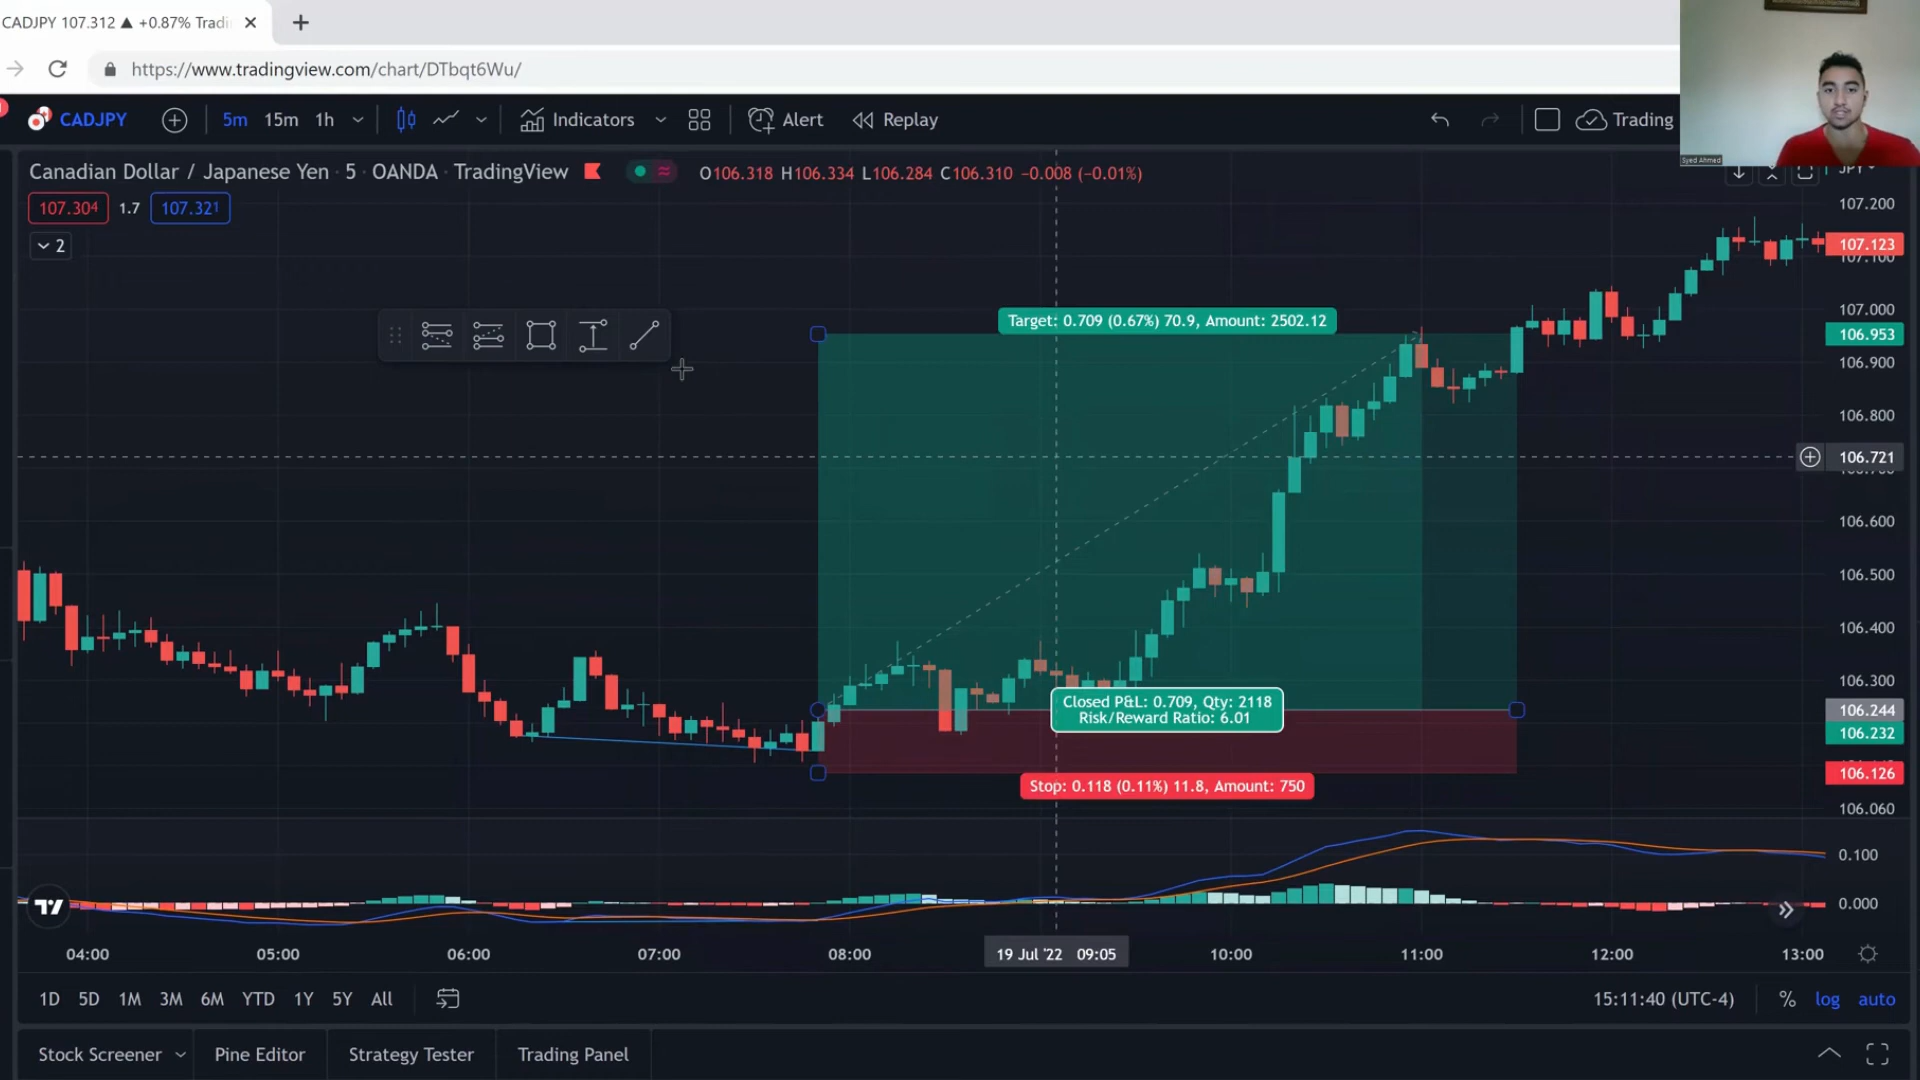 CADJPY 107.312 ▲ +0.87% Tradi
https://www.tradingview.com/chart/DTbqt6Wu/
CADJPY 5m 15m 1h Indicators Alert Replay Trading
Syed Ahmed
Canadian Dollar / Japanese Yen · 5 · OANDA · TradingView O106.318 H106.334 L106.284 C106.310 −0.008 (−0.01%)
JPY
107.304 1.7 107.321
2
107.200
107.123
107.100
107.000
Target: 0.709 (0.67%) 70.9, Amount: 2502.12
106.953
106.900
106.800
106.721
106.600
106.500
106.400
106.300
Closed P&L: 0.709, Qty: 2118
Risk/Reward Ratio: 6.01
106.244
106.232
106.126
Stop: 0.118 (0.11%) 11.8, Amount: 750
106.060
0.100
0.000
04:00 05:00 06:00 07:00 08:00 19 Jul '22 09:05 10:00 11:00 12:00 13:00
1D 5D 1M 3M 6M YTD 1Y 5Y All 15:11:40 (UTC-4) % log auto
Stock Screener Pine Editor Strategy Tester Trading Panel